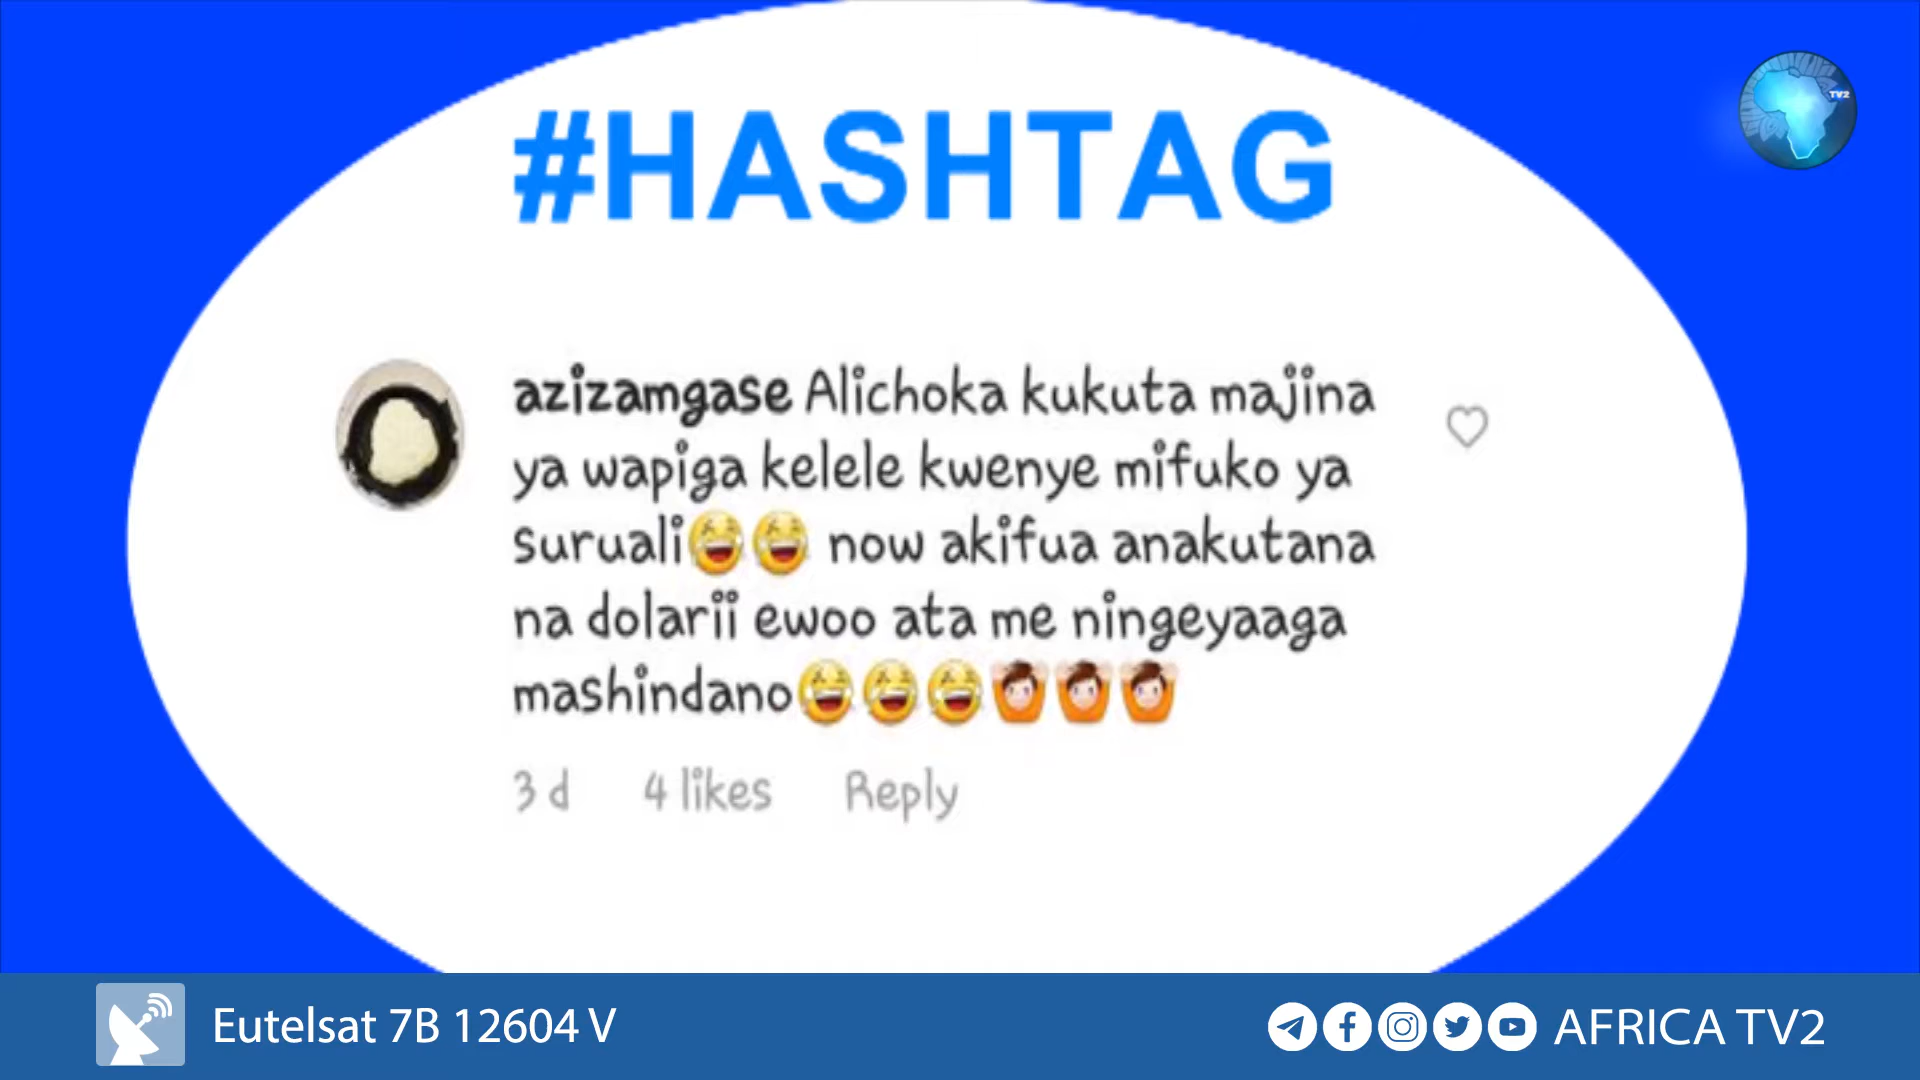 TV2
#HASHTAG
azizamgase Alichoka kukuta majina
ya wapiga kelele kwenye mifuko ya
suruali😆😆 now akifua anakutana
na dolarii ewoo ata me ningeyaaga
mashindano😆😆😆🙆🙆🙆
3 d 4 likes Reply
Eutelsat 7B 12604 V
AFRICA TV2